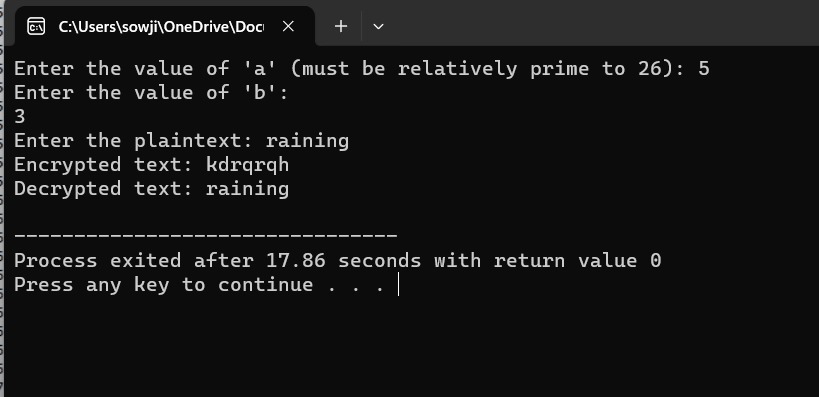 C:\Users\sowji\OneDrive\Doc
Enter the value of 'a' (must be relatively prime to 26): 5
Enter the value of 'b':
3
Enter the plaintext: raining
Encrypted text: kdrqrqh
Decrypted text: raining
--------------------------------
Process exited after 17.86 seconds with return value 0
Press any key to continue . . .